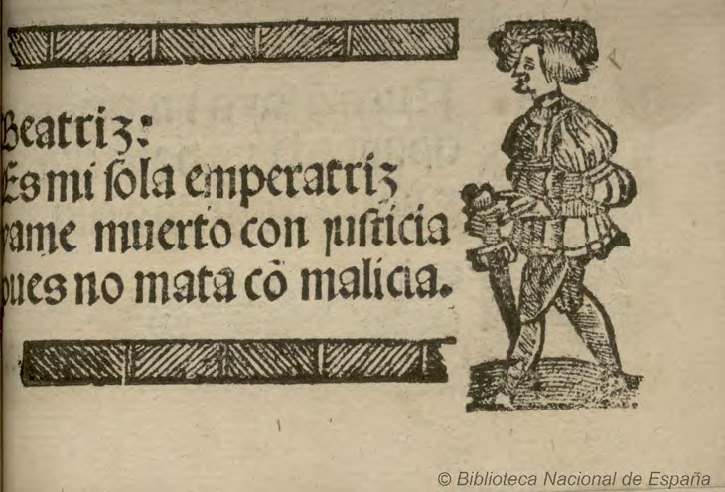 Beatriz:
Es mi ſola emperatriz
yame muerto con juſticia
pues no mata cõ malicia.
© Biblioteca Nacional de España